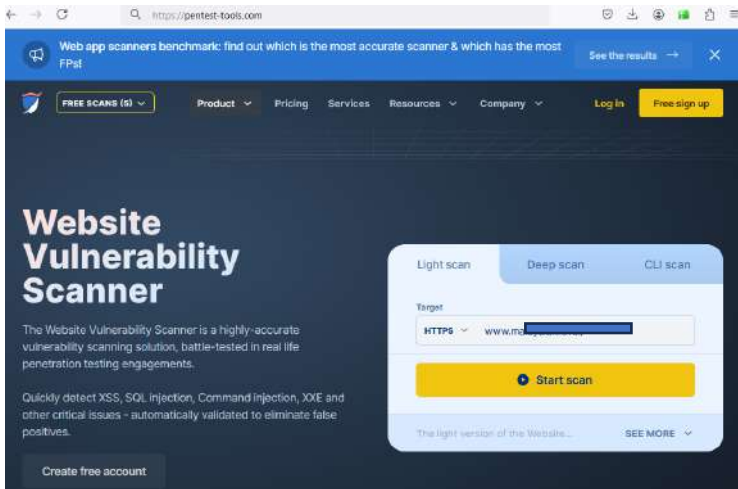 https://pentest-tools.com
Web app scanners benchmark: find out which is the most accurate scanner & which has the most
FPs!
See the results →
FREE SCANS (5)
Product
Pricing
Services
Resources
Company
Log in
Free sign up
Website
Vulnerability
Scanner
The Website Vulnerability Scanner is a highly-accurate
vulnerability scanning solution, battle-tested in real life
penetration testing engagements.
Quickly detect XSS, SQL injection, Command injection, XXE and
other critical issues - automatically validated to eliminate false
positives.
Create free account
Light scan
Deep scan
CLI scan
Target
HTTPS
Start scan
The light version of the Website...
SEE MORE